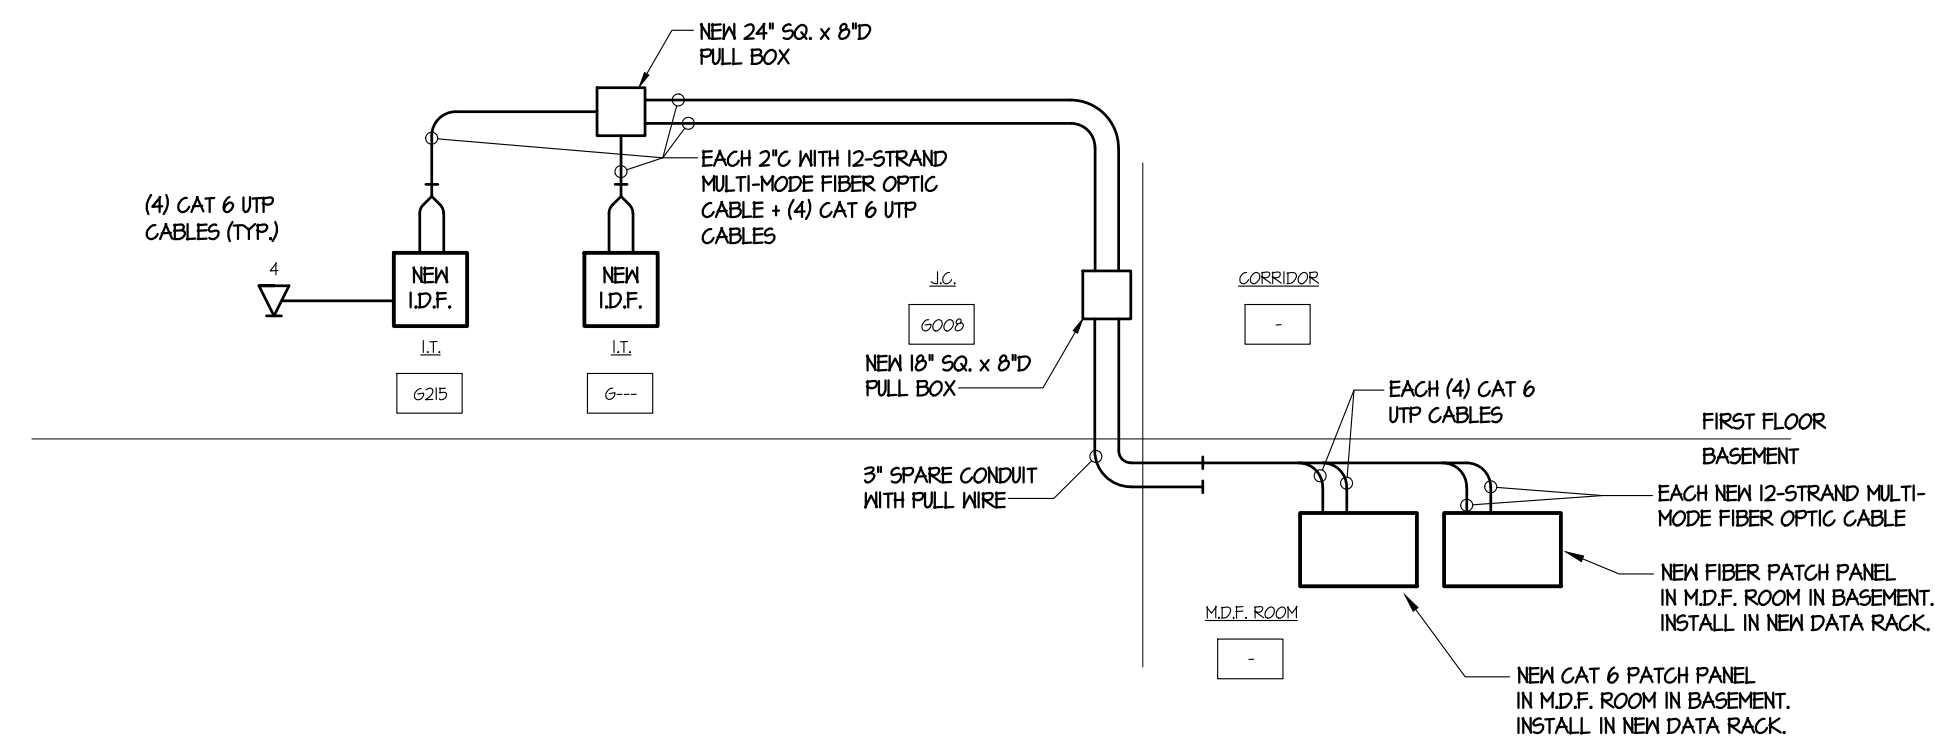 NEW 24" SQ. x 8"D
PULL BOX
EACH 2"C WITH 12-STRAND
MULTI-MODE FIBER OPTIC
CABLE + (4) CAT 6 UTP
CABLES
(4) CAT 6 UTP
CABLES (TYP.)
4
NEW
I.D.F.
NEW
I.D.F.
I.T.
G215
I.T.
G---
J.C.
G008
NEW 18" SQ. x 8"D
PULL BOX
CORRIDOR
-
EACH (4) CAT 6
UTP CABLES
FIRST FLOOR
BASEMENT
3" SPARE CONDUIT
WITH PULL WIRE
EACH NEW 12-STRAND MULTI-
MODE FIBER OPTIC CABLE
NEW FIBER PATCH PANEL
IN M.D.F. ROOM IN BASEMENT.
INSTALL IN NEW DATA RACK.
M.D.F. ROOM
-
NEW CAT 6 PATCH PANEL
IN M.D.F. ROOM IN BASEMENT.
INSTALL IN NEW DATA RACK.